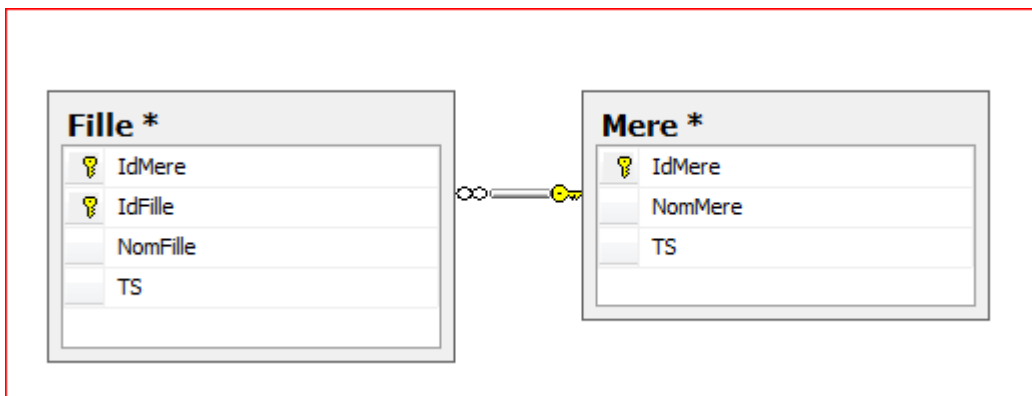 Fille *
IdMere
IdFille
NomFille
TS
Mere *
IdMere
NomMere
TS